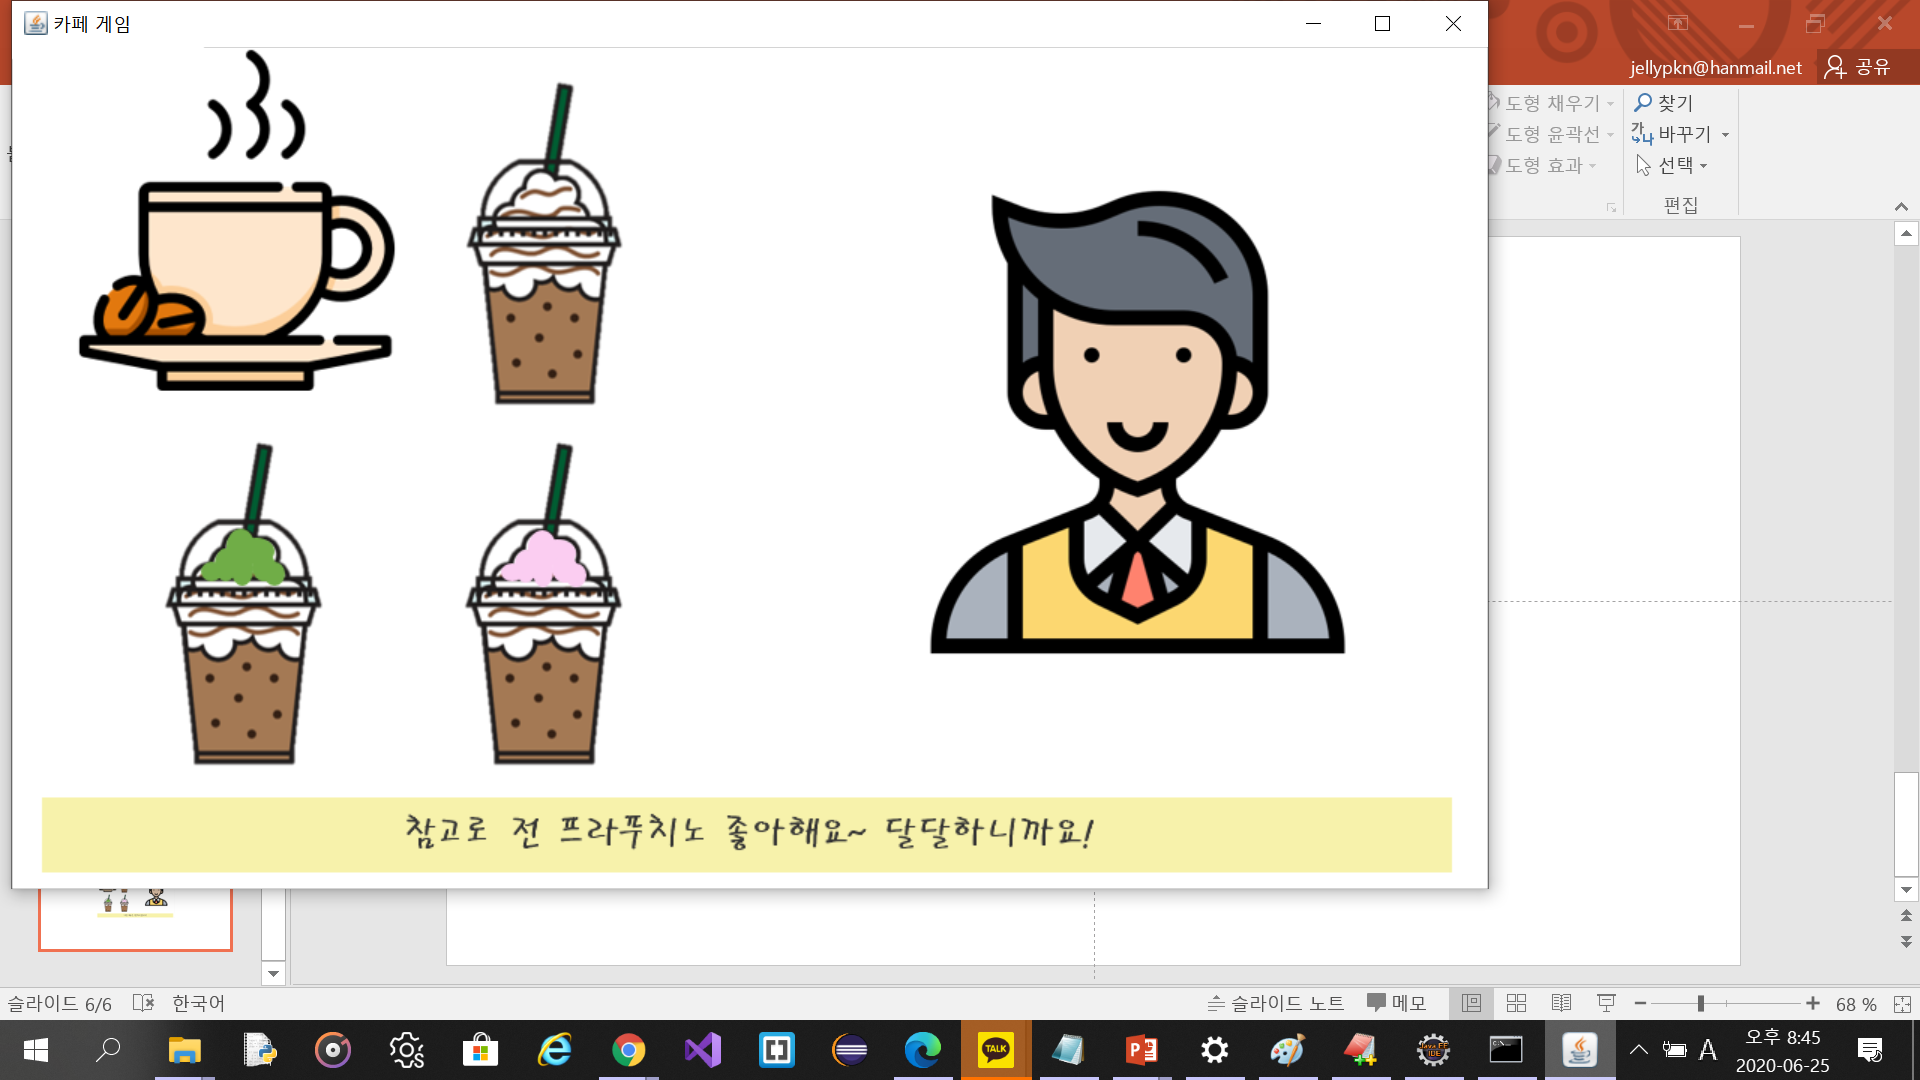 카페 게임
jellypkn@hanmail.net
공유
도형 채우기
도형 윤곽선
도형 효과
찾기
바꾸기
선택
편집
참고로 전 프라푸치노 좋아해요~ 달달하니까요!
슬라이드 6/6
한국어
슬라이드 노트
메모
68 %
TALK
A
오후 8:45
2020-06-25